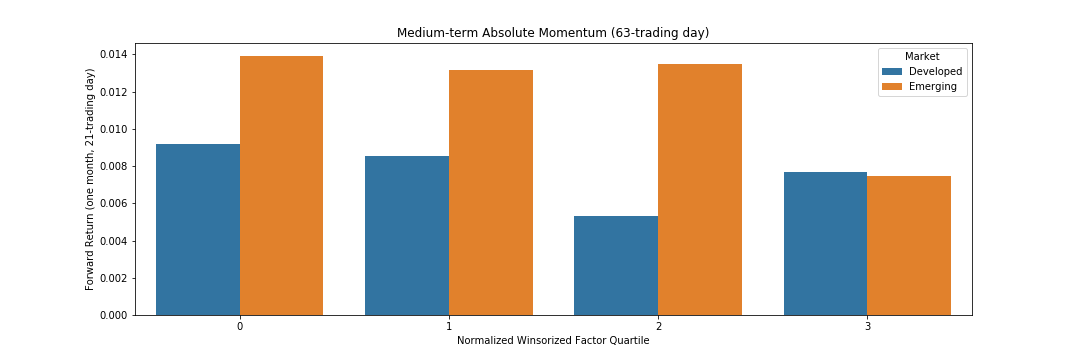 Medium-term Absolute Momentum (63-trading day)
Forward Return (one month, 21-trading day)
0.014
0.012
0.010
0.008
0.006
0.004
0.002
0.000
Market
Developed
Emerging
0 1 2 3
Normalized Winsorized Factor Quartile